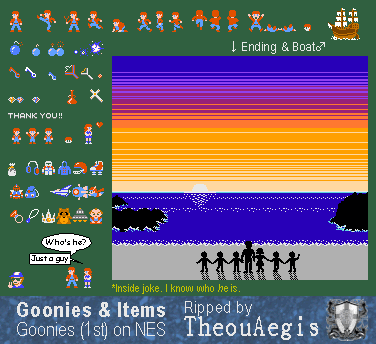 ↓ Ending & Boat♂
THANK YOU!!
Who's he?
Just a guy
*Inside joke. I know who he is.
Goonies & Items
Goonies (1st) on NES
Ripped by
TheouAegis